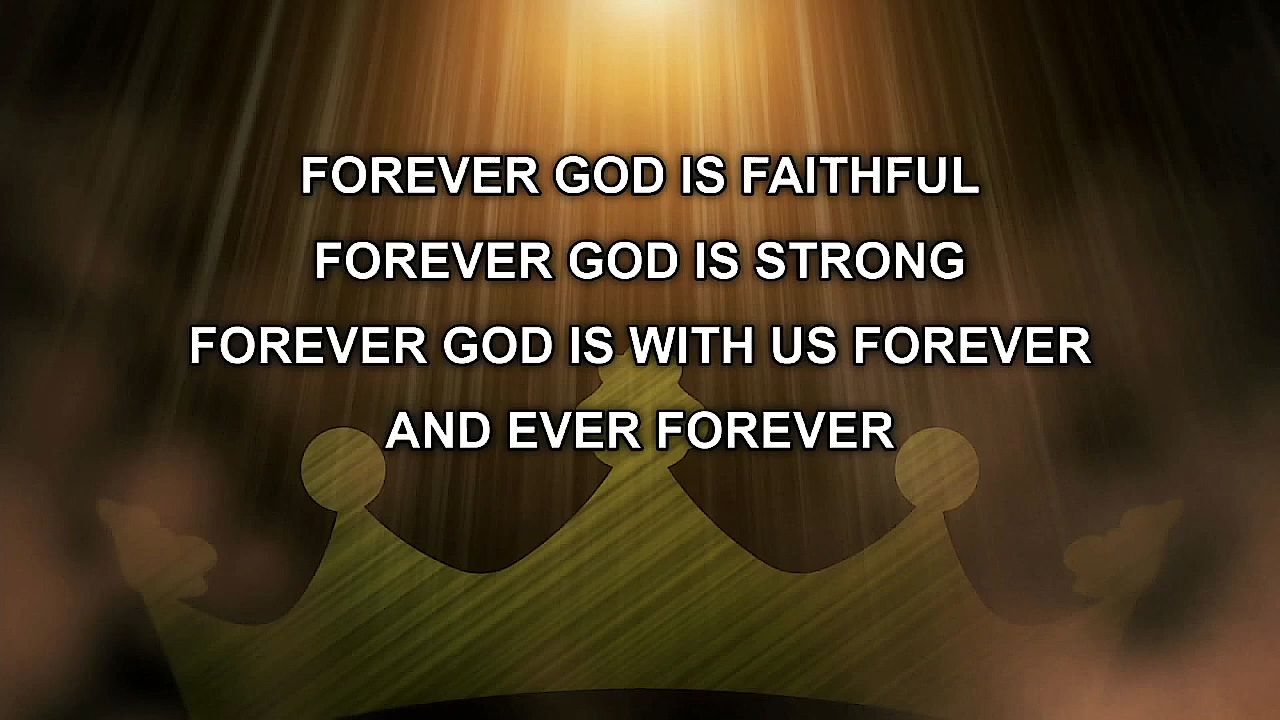 FOREVER GOD IS FAITHFUL
FOREVER GOD IS STRONG
FOREVER GOD IS WITH US FOREVER
AND EVER FOREVER